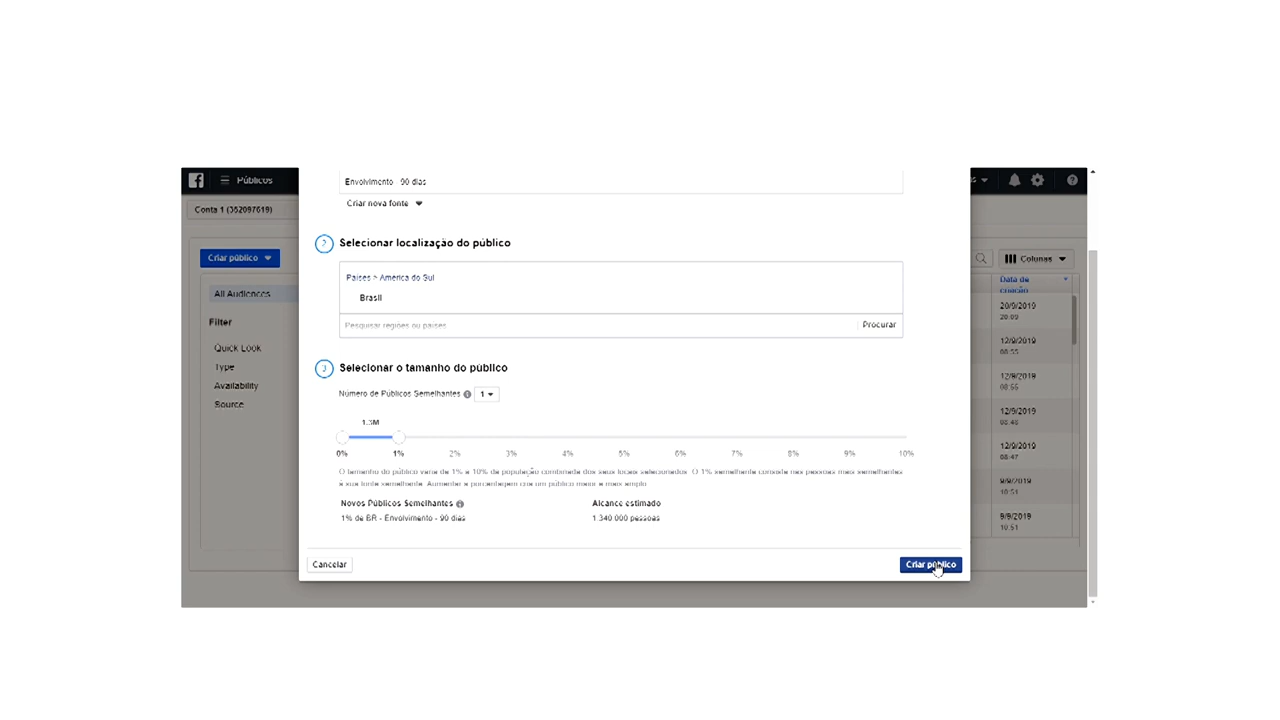 Públicos
Conta 1 (352097619)
Criar público
All Audiences
Filter
Quick Look
Type
Availability
Source
Envolvimento - 90 dias
Criar nova fonte
2
Selecionar localização do público
Países > América do Sul
Brasil
Pesquisar regiões ou países
Procurar
3
Selecionar o tamanho do público
Número de Públicos Semelhantes
1
1.3M
0% 1% 2% 3% 4% 5% 6% 7% 8% 9% 10%
O tamanho do público varia de 1% a 10% da população combinada dos seus locais selecionados. O 1% semelhante consiste nas pessoas mais semelhantes
à sua fonte semelhante. Aumentar a porcentagem cria um público maior e mais amplo.
Novos Públicos Semelhantes
Alcance estimado
1% de BR - Envolvimento - 90 dias
1.340.000 pessoas
Cancelar
Criar público
Colunas
Data de
criação
20/9/2019
20:09
12/9/2019
08:55
12/9/2019
12/9/2019
08:48
12/9/2019
08:47
9/9/2019
10:51
9/9/2019
10:51